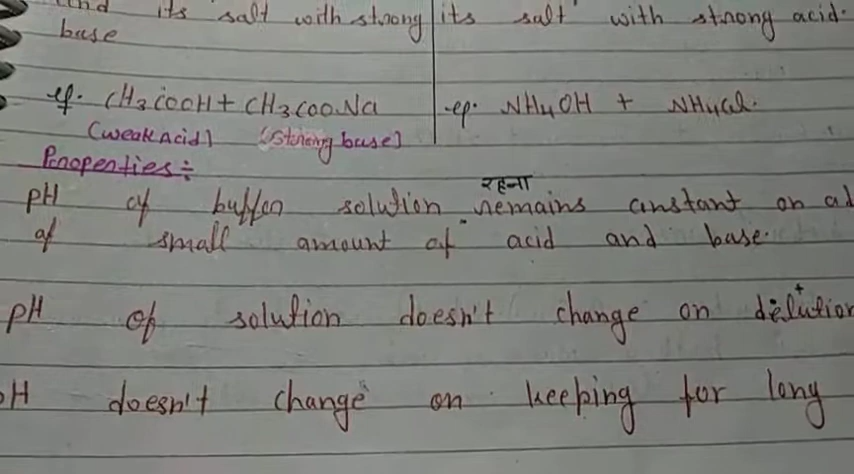 its salt with strong its salt with strong acid.
base
eg. CH3COOH + CH3COONa eg. NH4OH + NH4Cl.
(weak Acid) (Strong base)
Properties:-
रहना
pH of buffer solution remains constant on ad
of small amount of acid and base.
pH of solution doesn't change on dilution
pH doesn't change on keeping for long